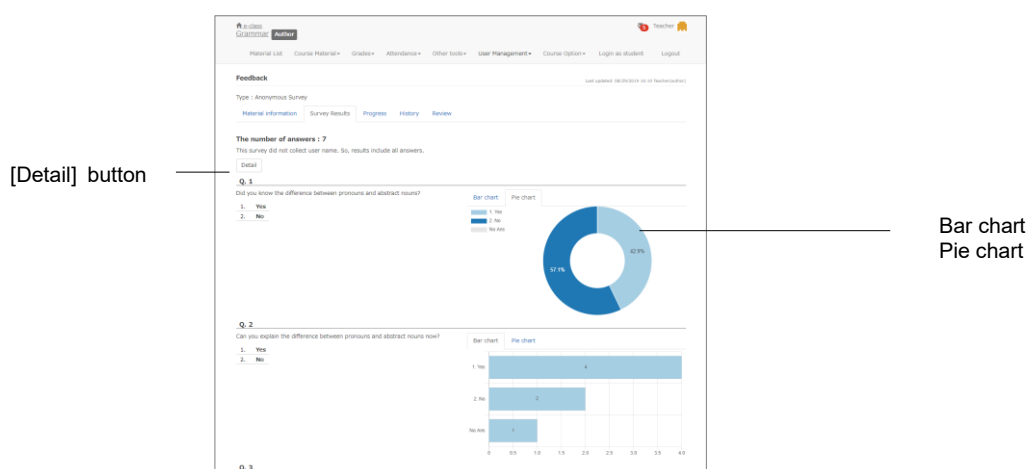 e-class
Grammar Author
5 Teacher
Material List Course Material Grades Attendance Other tools User Management Course Option Login as student Logout
Feedback
Type : Anonymous Survey
Material information Survey Results Progress History Review
The number of answers : 7
This survey did not collect user name. So, results include all answers.
Detail
[Detail] button
Q. 1
Did you know the difference between pronouns and abstract nouns?
1. Yes
2. No
Bar chart Pie chart
1. Yes
2. No
No Ans
42.9%
57.1%
Bar chart
Pie chart
Q. 2
Can you explain the difference between pronouns and abstract nouns now?
1. Yes
2. No
Bar chart Pie chart
1. Yes 4
2. No 2
No Ans 1
0 0.5 1.0 1.5 2.0 2.5 3.0 3.5 4.0
Q. 3